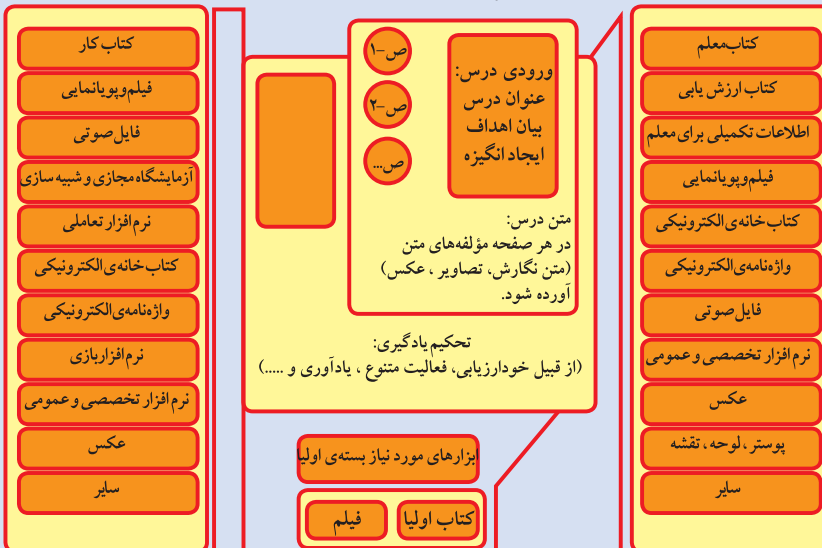 کتاب‌معلم
کتاب ارزش یابی
اطلاعات تکمیلی برای معلم
فیلم‌وپویانمایی
کتاب‌خانه‌ی الکترونیکی
واژه‌نامه‌ی الکترونیکی
فایل‌صوتی
نرم‌افزار تخصصی و عمومی
عکس
پوستر ، لوحه ، تقشه
سایر
ورودی درس:
عنوان درس
بیان اهداف
ایجاد انگیزه
ص-۱
ص-۲
ص...
متن درس:
در هر صفحه مؤلفه‌های متن
(متن نگارش، تصاویر ، عکس)
آورده شود.
تحکیم یادگیری:
(از قبیل خودارزیابی، فعالیت متنوع ، یادآوری و .....)
ابزارهای مورد نیاز بسته‌ی اولیا
کتاب اولیا
فیلم
کتاب کار
فیلم‌وپویانمایی
فایل‌صوتی
آزمایشگاه مجازی و شبیه سازی
نرم‌افزار تعاملی
کتاب‌خانه‌ی الکترونیکی
واژه‌نامه‌ی الکترونیکی
نرم‌افزاربازی
نرم‌افزار تخصصی و عمومی
عکس
سایر